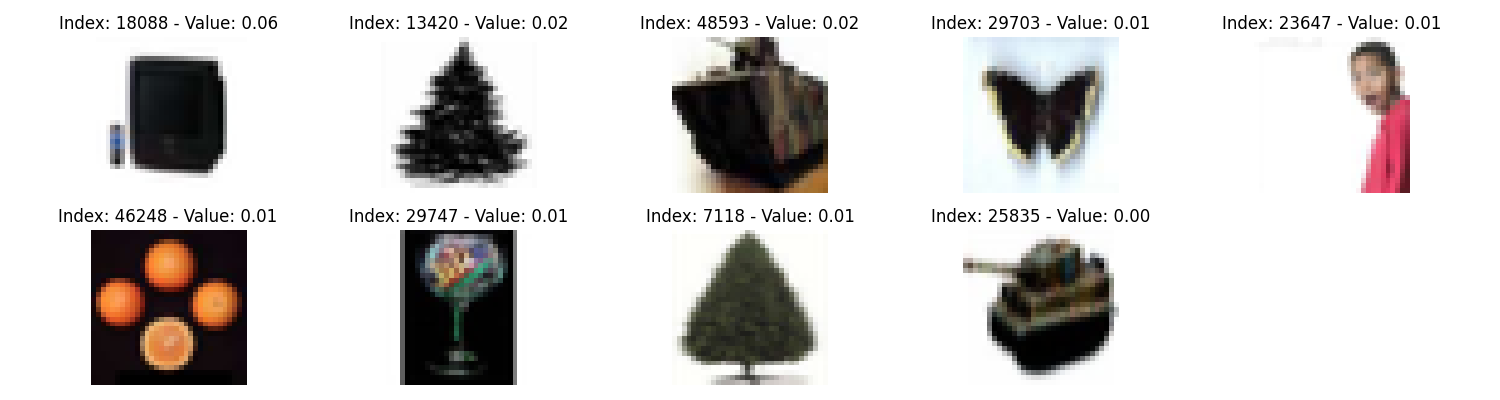 Index: 18088 - Value: 0.06
Index: 13420 - Value: 0.02
Index: 48593 - Value: 0.02
Index: 29703 - Value: 0.01
Index: 23647 - Value: 0.01
Index: 46248 - Value: 0.01
Index: 29747 - Value: 0.01
Index: 7118 - Value: 0.01
Index: 25835 - Value: 0.00